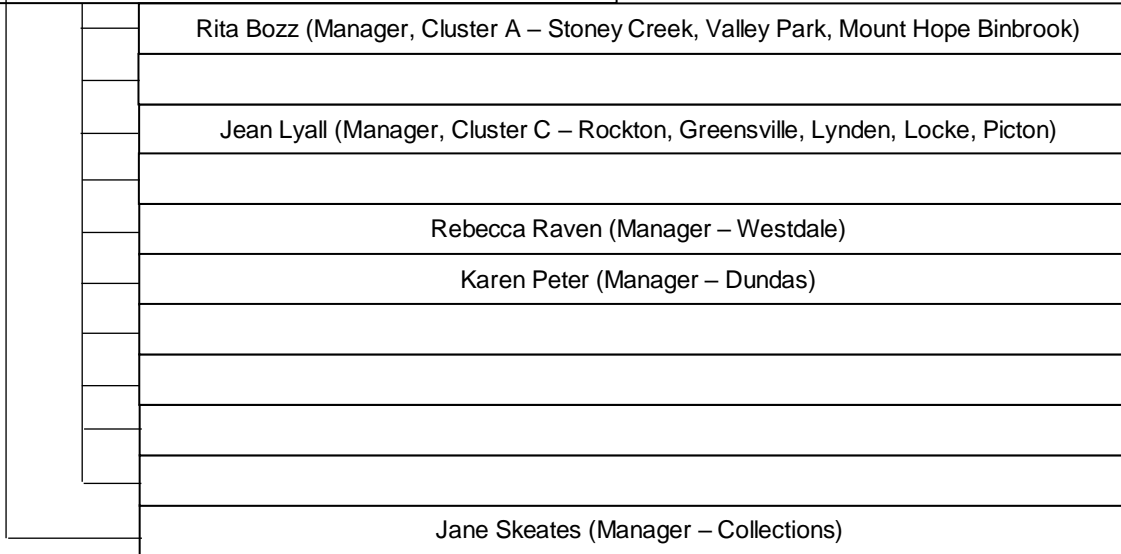 Rita Bozz (Manager, Cluster A – Stoney Creek, Valley Park, Mount Hope Binbrook)
Jean Lyall (Manager, Cluster C – Rockton, Greensville, Lynden, Locke, Picton)
Rebecca Raven (Manager – Westdale)
Karen Peter (Manager – Dundas)
Jane Skeates (Manager – Collections)